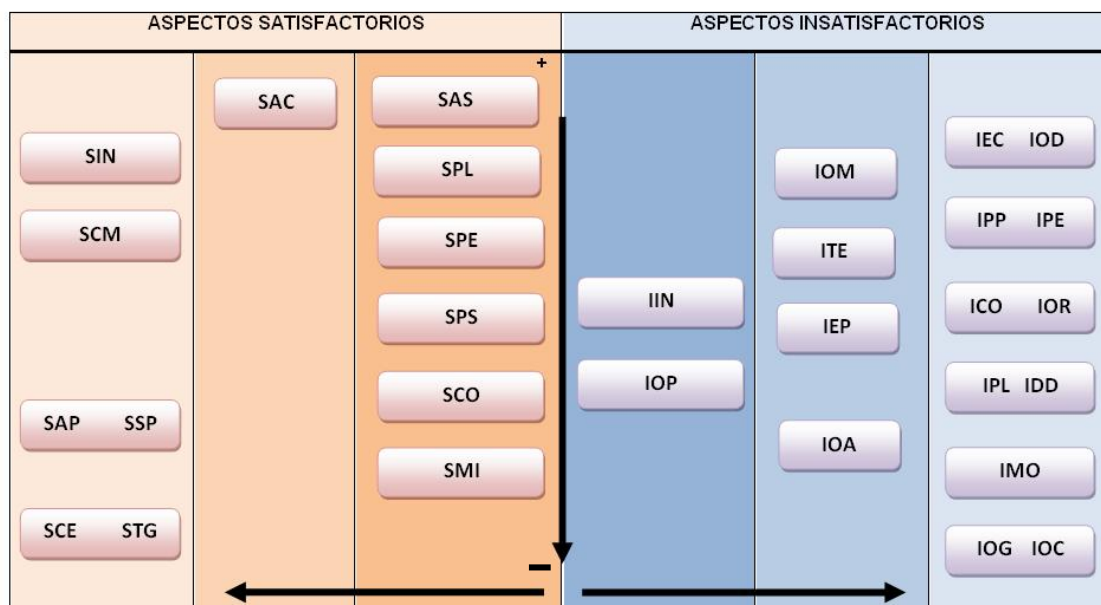 ASPECTOS SATISFACTORIOS
ASPECTOS INSATISFACTORIOS
SIN
SCM
SAP SSP
SCE STG
SAC
+
SAS
SPL
SPE
SPS
SCO
SMI
–
IIN
IOP
IOM
ITE
IEP
IOA
IEC IOD
IPP IPE
ICO IOR
IPL IDD
IMO
IOG IOC